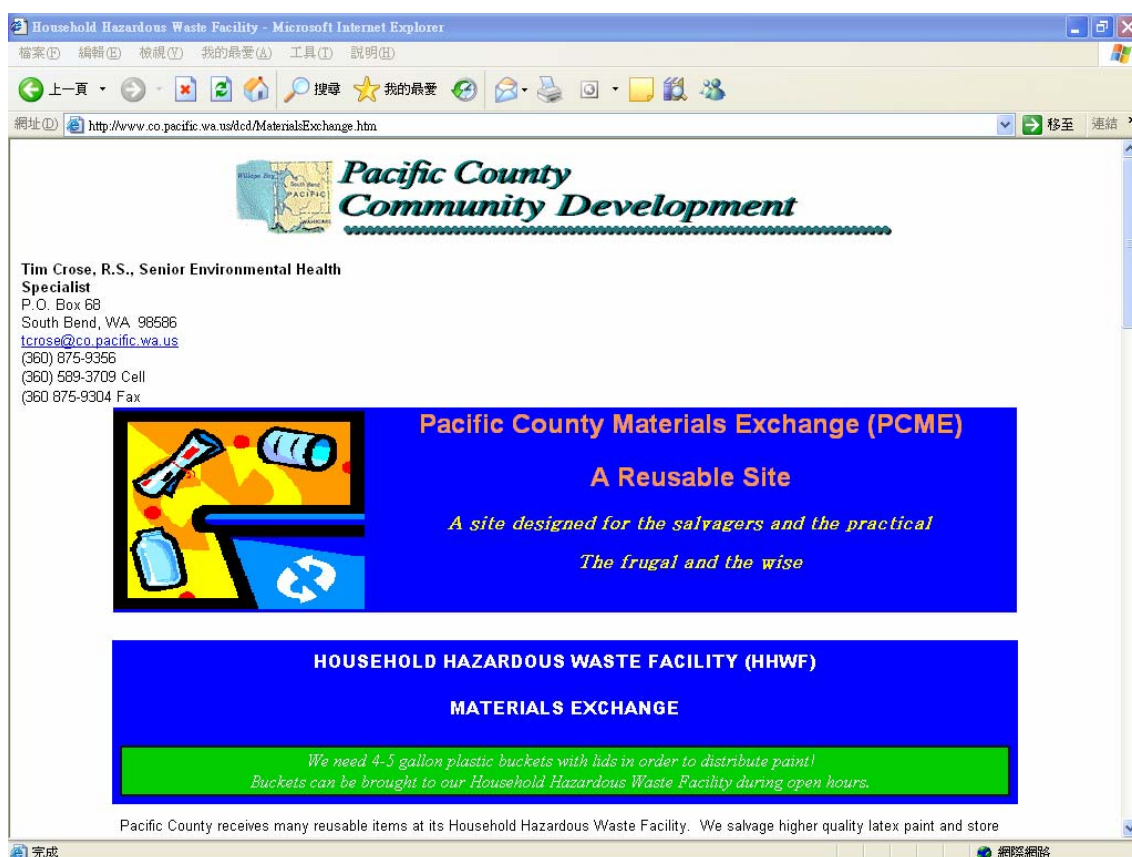 Household Hazardous Waste Facility - Microsoft Internet Explorer
檔案(F) 編輯(E) 檢視(V) 我的最愛(A) 工具(T) 說明(H)
上一頁 搜尋 我的最愛
網址(D) http://www.co.pacific.wa.us/dcd/MaterialsExchange.htm 移至 連結
Pacific County
Community Development
Tim Crose, R.S., Senior Environmental Health
Specialist
P.O. Box 68
South Bend, WA 98586
tcrose@co.pacific.wa.us
(360) 875-9356
(360) 589-3709 Cell
(360 875-9304 Fax
Pacific County Materials Exchange (PCME)
A Reusable Site
A site designed for the salvagers and the practical
The frugal and the wise
HOUSEHOLD HAZARDOUS WASTE FACILITY (HHWF)
MATERIALS EXCHANGE
We need 4-5 gallon plastic buckets with lids in order to distribute paint!
Buckets can be brought to our Household Hazardous Waste Facility during open hours.
Pacific County receives many reusable items at its Household Hazardous Waste Facility. We salvage higher quality latex paint and store
完成 網際網路